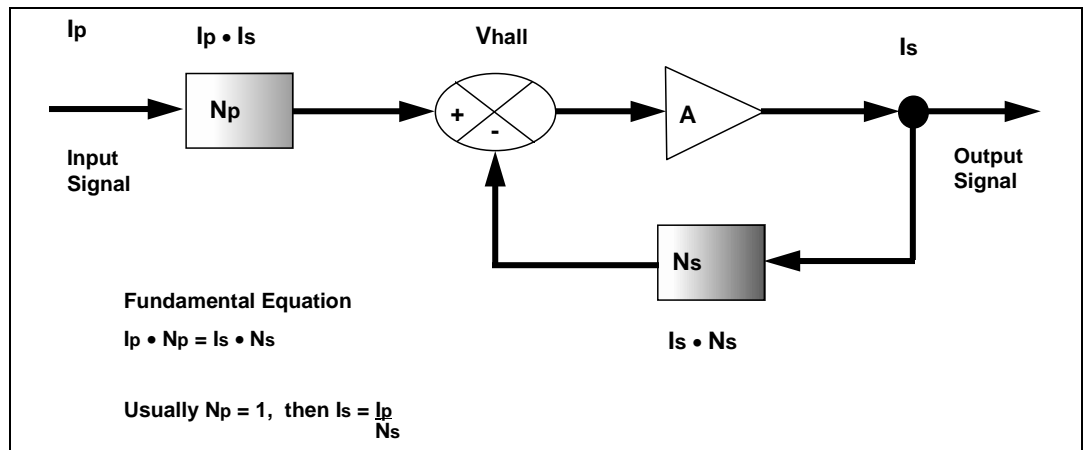 Ip
Ip • Is
Vhall
Is
Np
+
-
A
Input
Signal
Output
Signal
Ns
Is • Ns
Fundamental Equation
Ip • Np = Is • Ns
Usually Np = 1, then Is = Ip
Ns